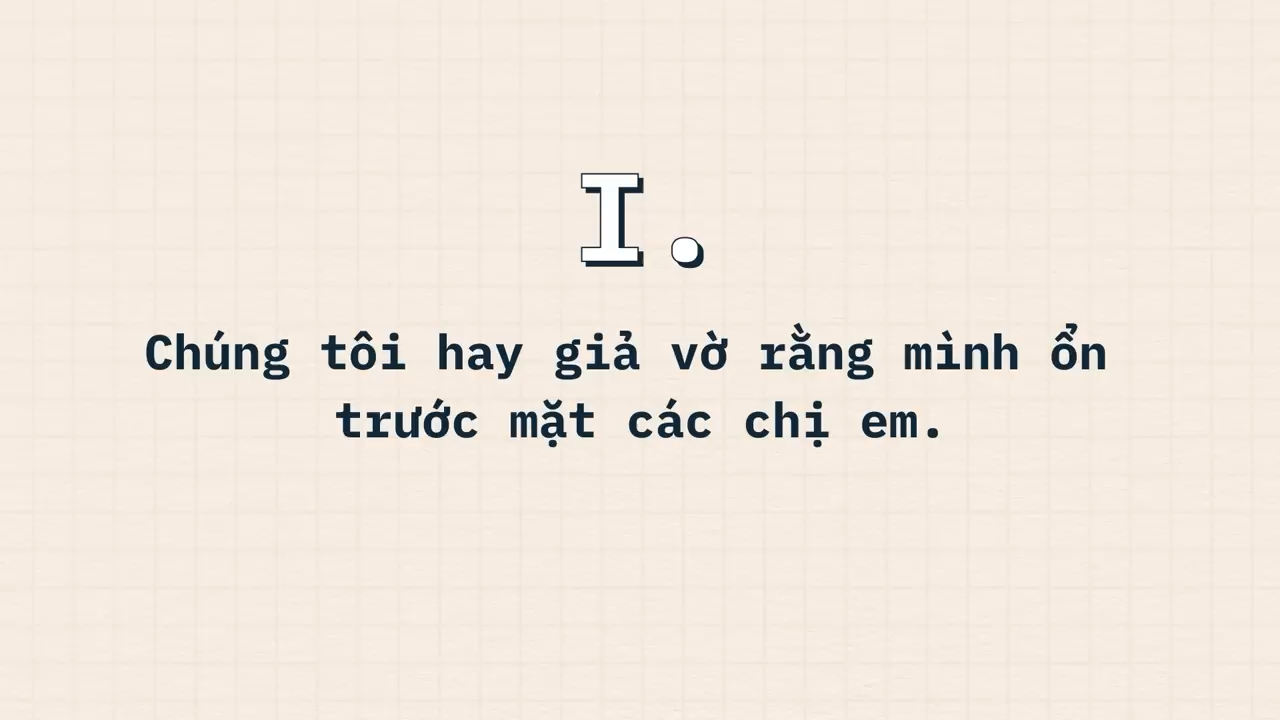 I.
Chúng tôi hay giả vờ rằng mình ổn
trước mặt các chị em.